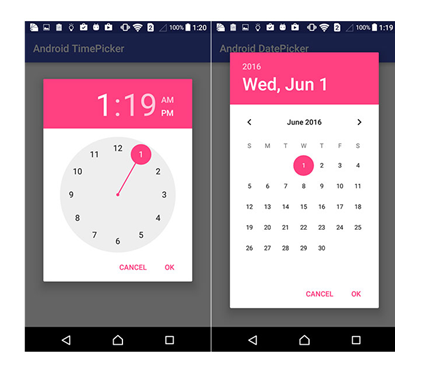 100% 1:20
Android TimePicker
1:19
AM
PM
12
11
1
10
2
9
3
8
4
7
5
6
CANCEL OK
2 100% 1:19
Android DatePicker
2016
Wed, Jun 1
June 2016
S M T W T F S
1 2 3 4
5 6 7 8 9 10 11
12 13 14 15 16 17 18
19 20 21 22 23 24 25
26 27 28 29 30
CANCEL OK